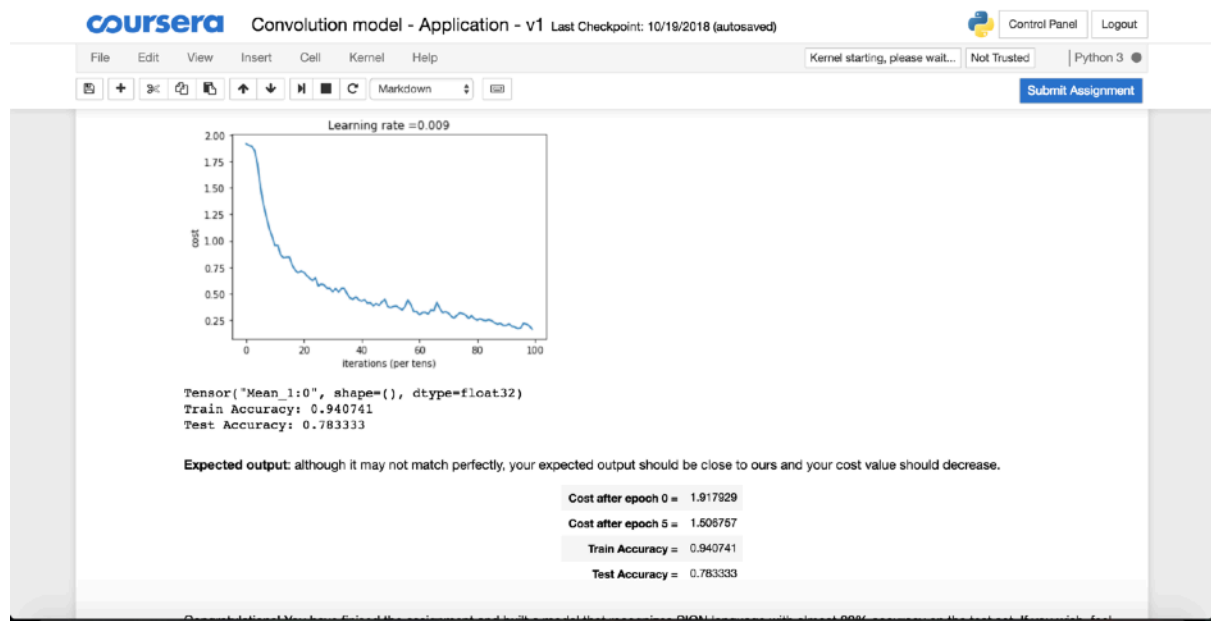 coursera Convolution model - Application - v1 Last Checkpoint: 10/19/2018 (autosaved) Control Panel Logout
File Edit View Insert Cell Kernel Help Kernel starting, please wait... Not Trusted Python 3
Markdown Submit Assignment
Learning rate =0.009
2.00
1.75
1.50
1.25
1.00
0.75
0.50
0.25
cost
0 20 40 60 80 100
iterations (per tens)
Tensor("Mean_1:0", shape=(), dtype=float32)
Train Accuracy: 0.940741
Test Accuracy: 0.783333
Expected output: although it may not match perfectly, your expected output should be close to ours and your cost value should decrease.
Cost after epoch 0 = 1.917929
Cost after epoch 5 = 1.506757
Train Accuracy = 0.940741
Test Accuracy = 0.783333